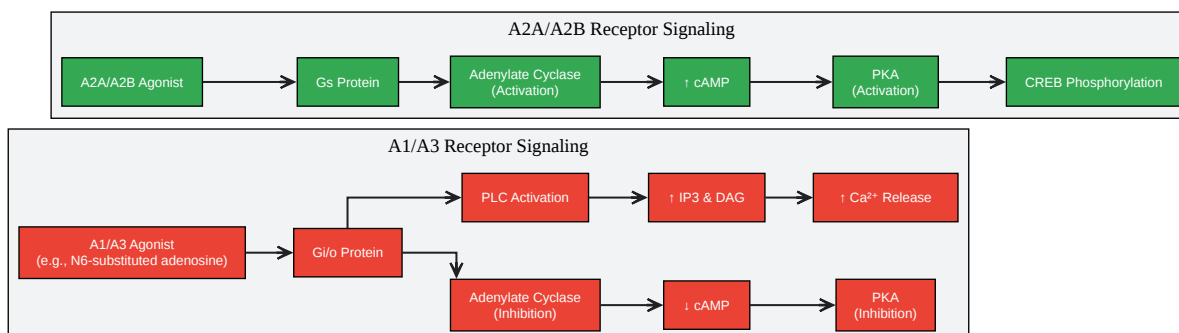 A2A/A2B Receptor Signaling
A2A/A2B Agonist
Gs Protein
Adenylate Cyclase
(Activation)
↑ cAMP
PKA
(Activation)
CREB Phosphorylation
A1/A3 Receptor Signaling
PLC Activation
↑ IP3 & DAG
↑ Ca²⁺ Release
A1/A3 Agonist
(e.g., N6-substituted adenosine)
Gi/o Protein
Adenylate Cyclase
(Inhibition)
↓ cAMP
PKA
(Inhibition)